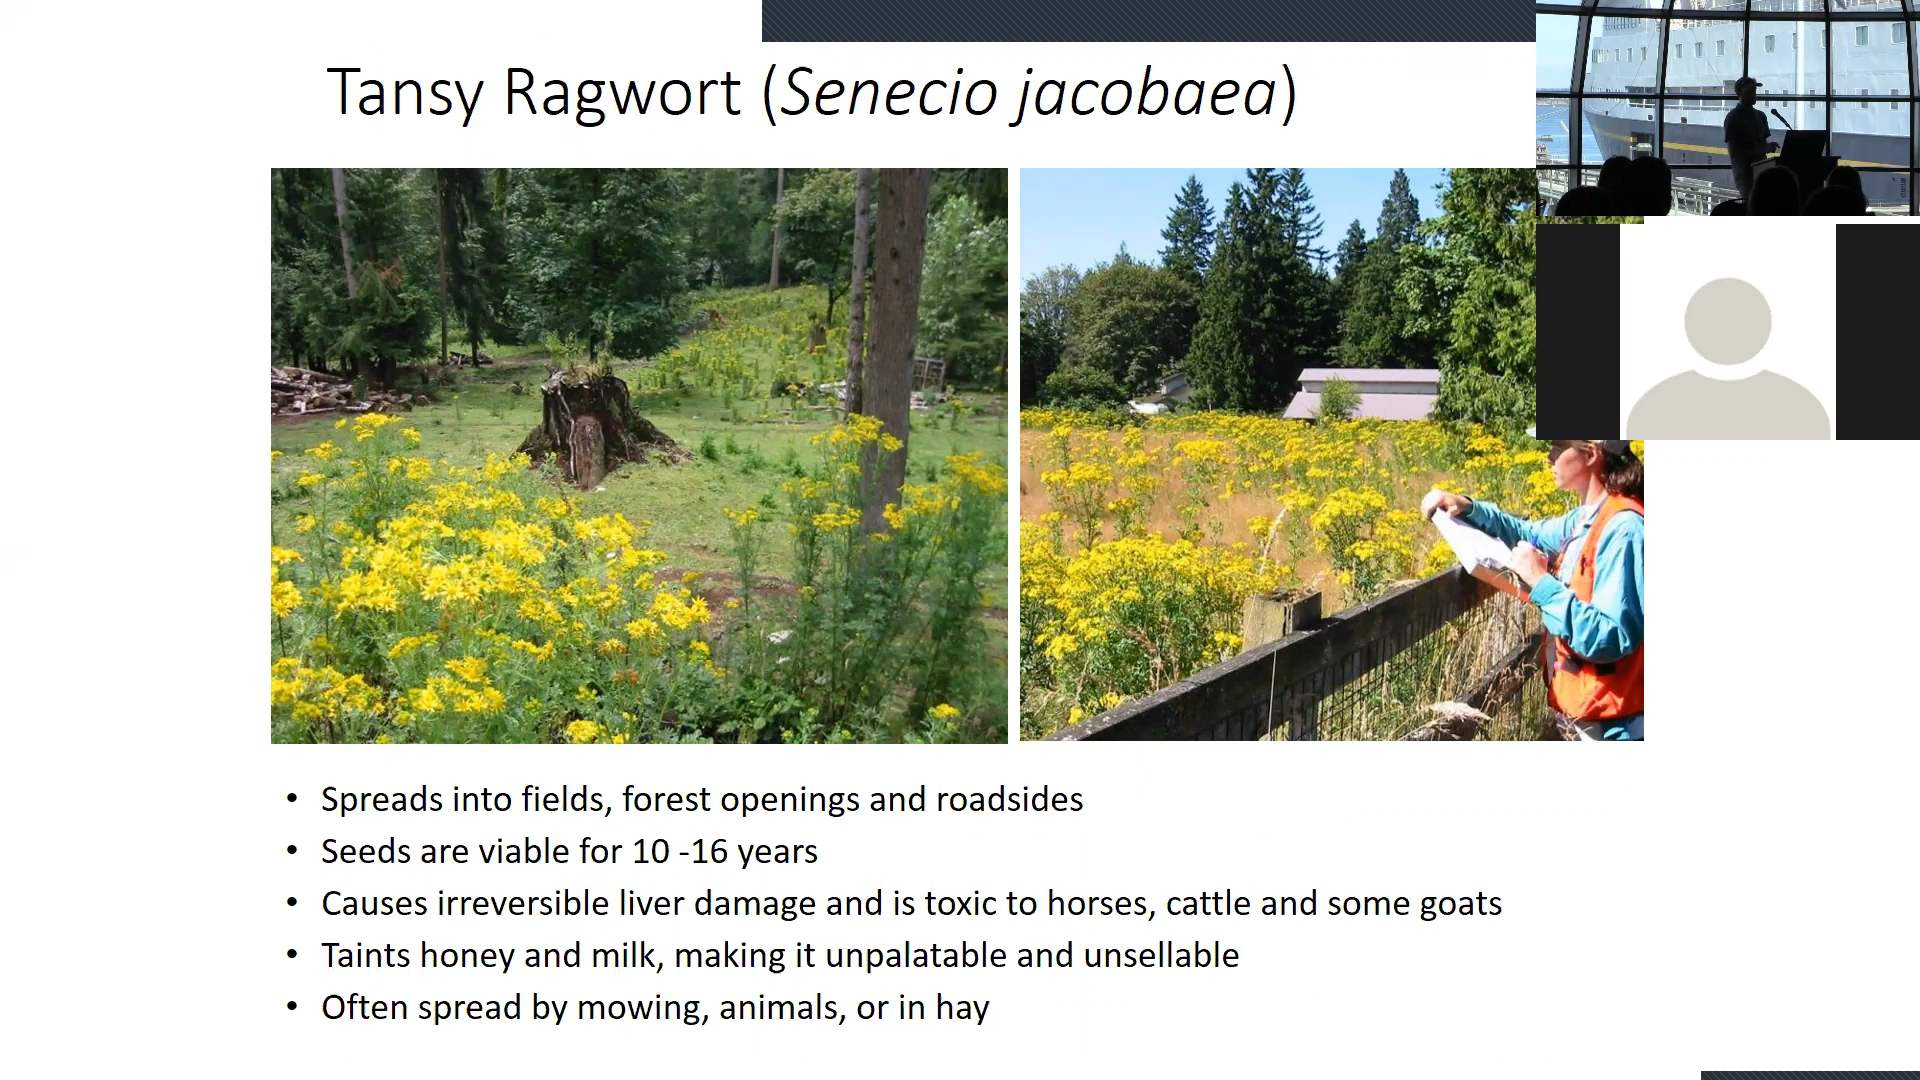 Tansy Ragwort (Senecio jacobaea)
• Spreads into fields, forest openings and roadsides
• Seeds are viable for 10 -16 years
• Causes irreversible liver damage and is toxic to horses, cattle and some goats
• Taints honey and milk, making it unpalatable and unsellable
• Often spread by mowing, animals, or in hay